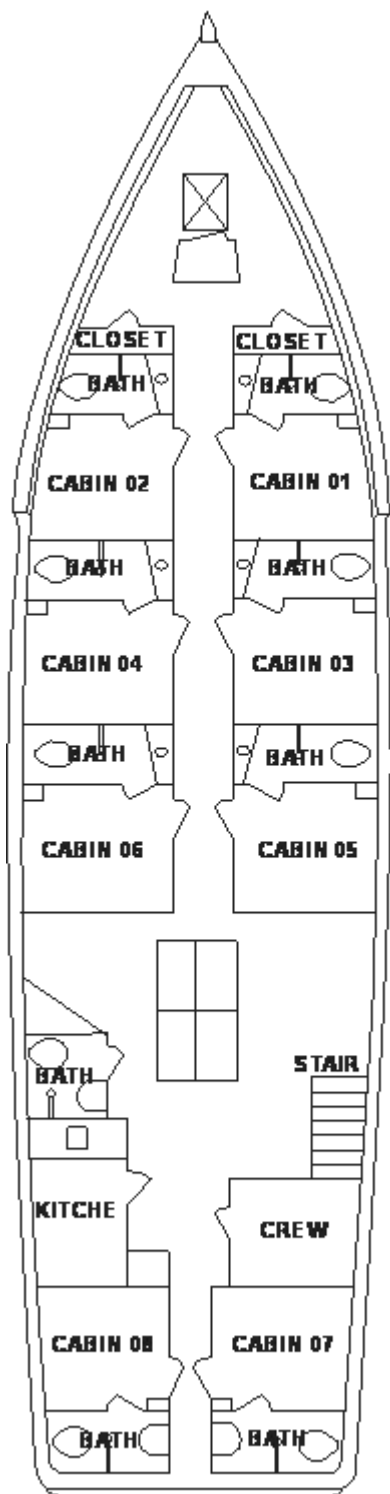 CLOSET CLOSET
BATH BATH
CABIN 02 CABIN 01
BATH BATH
CABIN 04 CABIN 03
BATH BATH
CABIN 06 CABIN 05
STAIR
BATH
KITCHE
CREW
CABIN 08 CABIN 07
BATH BATH